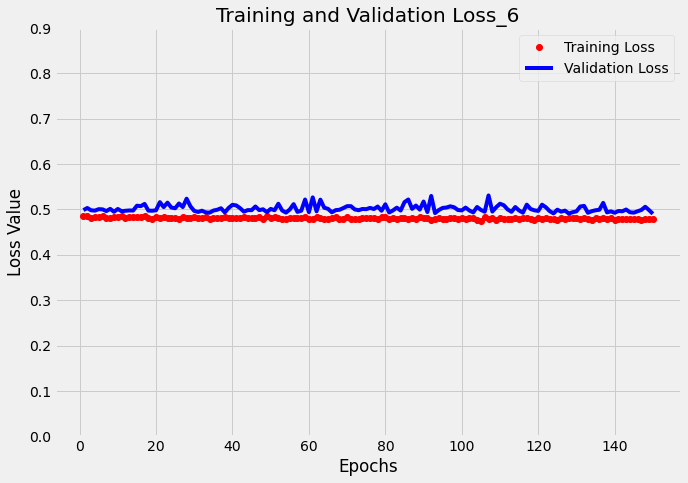 Training and Validation Loss_6
Training Loss
Validation Loss
0.9
0.8
0.7
0.6
0.5
0.4
0.3
0.2
0.1
0.0
Loss Value
0 20 40 60 80 100 120 140
Epochs